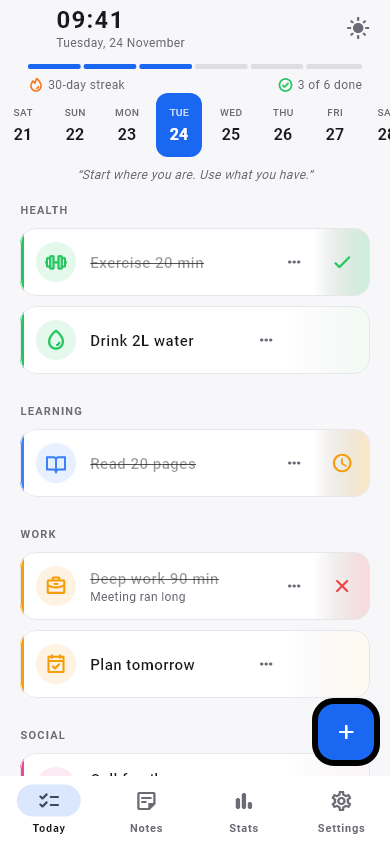 09:41
Tuesday, 24 November
30-day streak
3 of 6 done
SAT SUN MON TUE WED THU FRI
21 22 23 24 25 26 27
“Start where you are. Use what you have.”
HEALTH
Exercise 20 min
Drink 2L water
LEARNING
Read 20 pages
WORK
Deep work 90 min
Meeting ran long
Plan tomorrow
SOCIAL
Today Notes Stats Settings